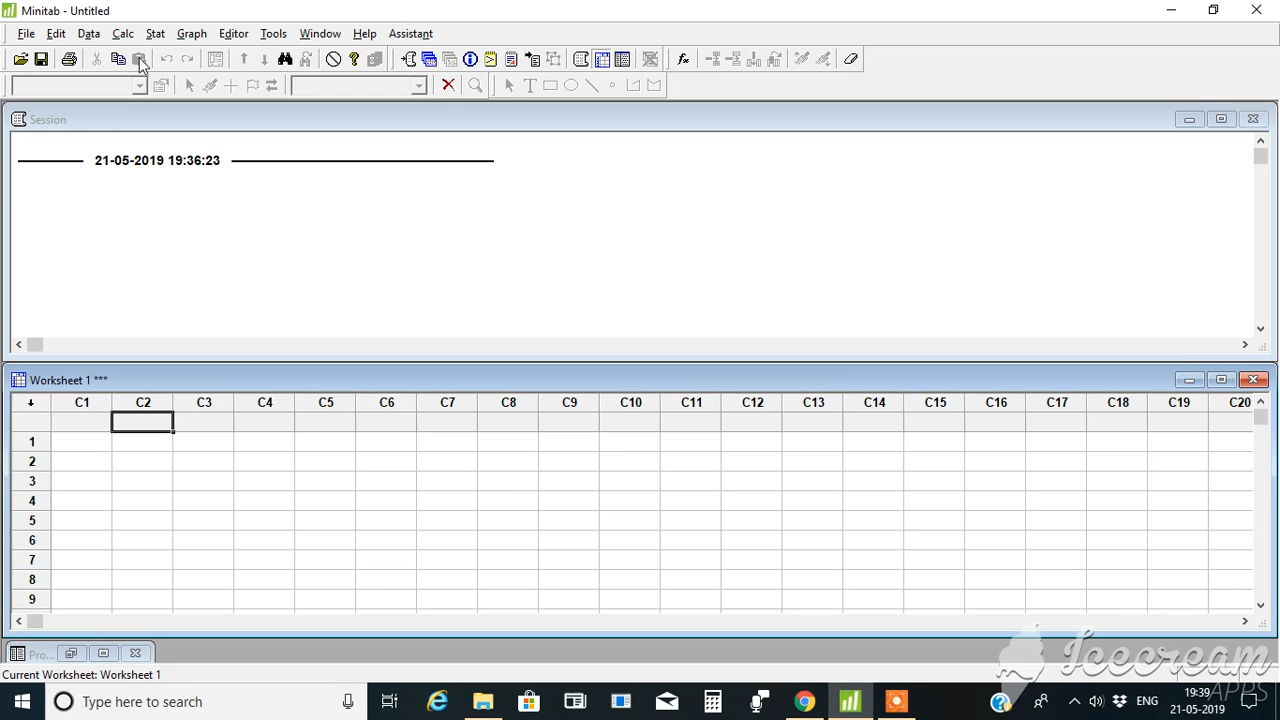 Minitab - Untitled
File Edit Data Calc Stat Graph Editor Tools Window Help Assistant
Session
21-05-2019 19:36:23
Worksheet 1 ***
C1 C2 C3 C4 C5 C6 C7 C8 C9 C10 C11 C12 C13 C14 C15 C16 C17 C18 C19 C20
1
2
3
4
5
6
7
8
9
Pro...
Current Worksheet: Worksheet 1
Icecream
APPS
Type here to search
ENG
19:39
21-05-2019